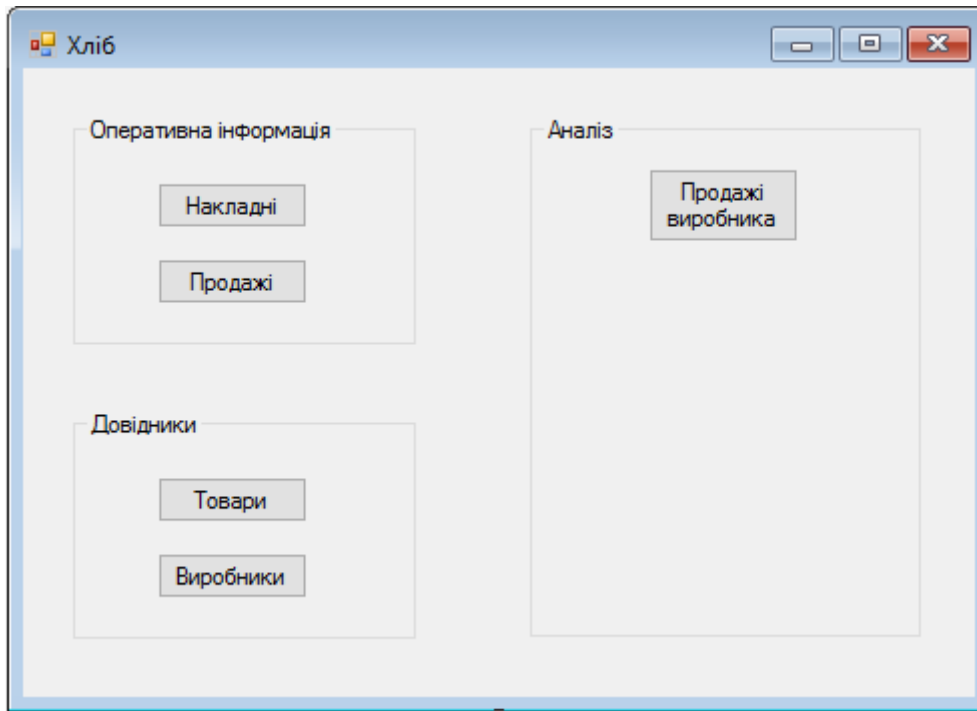 Хліб
Оперативна інформація
Накладні
Продажі
Довідники
Товари
Виробники
Аналіз
Продажі
виробника